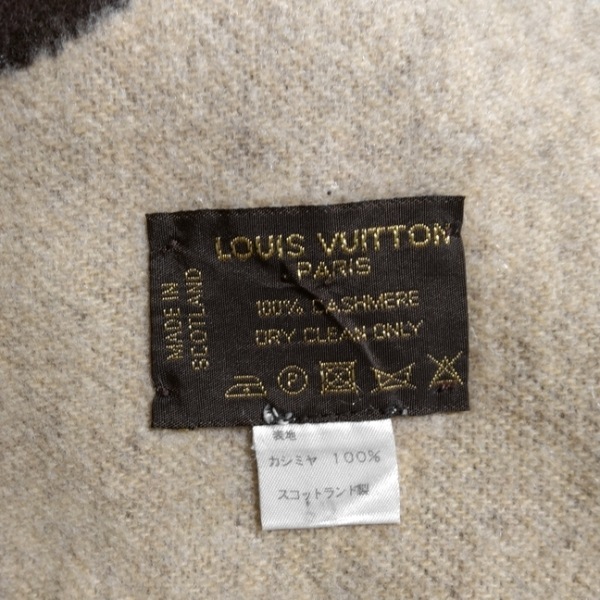 LOUIS VUITTON
PARIS
100% CASHMERE
DRY CLEAN ONLY
MADE IN
SCOTLAND
P
表地
カシミヤ 100%
スコットランド製